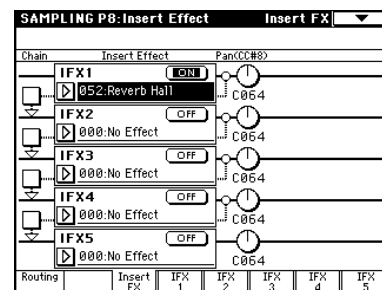 SAMPLING P8:Insert Effect Insert FX
Chain Insert Effect Pan(CC#8)
IFX1 ON
052:Reverb Hall C064
IFX2 OFF
000:No Effect C064
IFX3 OFF
000:No Effect C064
IFX4 OFF
000:No Effect C064
IFX5 OFF
000:No Effect C064
Routing Insert FX IFX 1 IFX 2 IFX 3 IFX 4 IFX 5